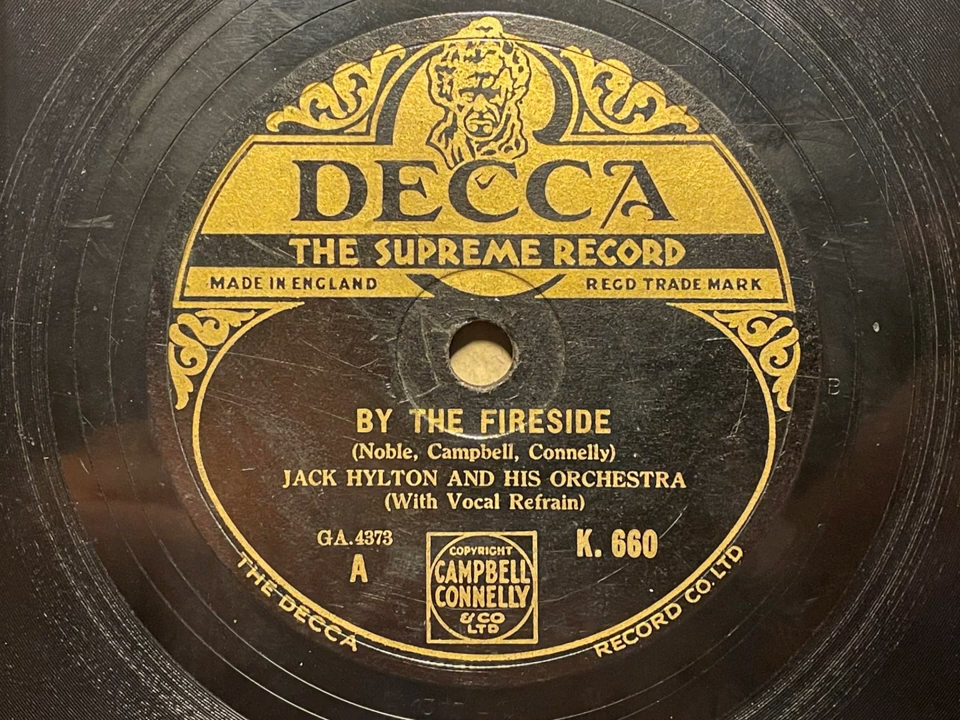 DECCA
THE SUPREME RECORD
MADE IN ENGLAND
REGD TRADE MARK
BY THE FIRESIDE
(Noble, Campbell, Connelly)
JACK HYLTON AND HIS ORCHESTRA
(With Vocal Refrain)
GA.4373
K. 660
A
COPYRIGHT
CAMPBELL
CONNELLY
& CO
LTD
THE DECCA
RECORD CO. LTD
B